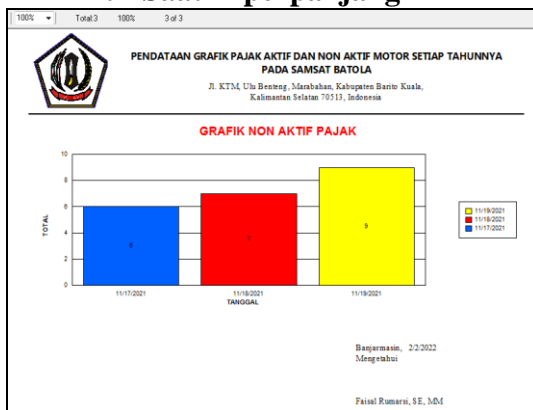 100%
Total:3
100%
3 of 3
PENDATAAN GRAFIK PAJAK AKTIF DAN NON AKTIF MOTOR SETIAP TAHUNNYA
PADA SAMSAT BATOLA
Jl. KTM, Ulu Benteng, Marabahan, Kabupaten Barito Kuala,
Kalimantan Selatan 70513, Indonesia
GRAFIK NON AKTIF PAJAK
TOTAL
10
8
6
4
2
0
6
7
9
11/17/2021
11/18/2021
11/19/2021
TANGGAL
11/19/2021
11/18/2021
11/17/2021
Banjarmasin, 2/2/2022
Mengetahui
Faisal Rumarsi, SE, MM